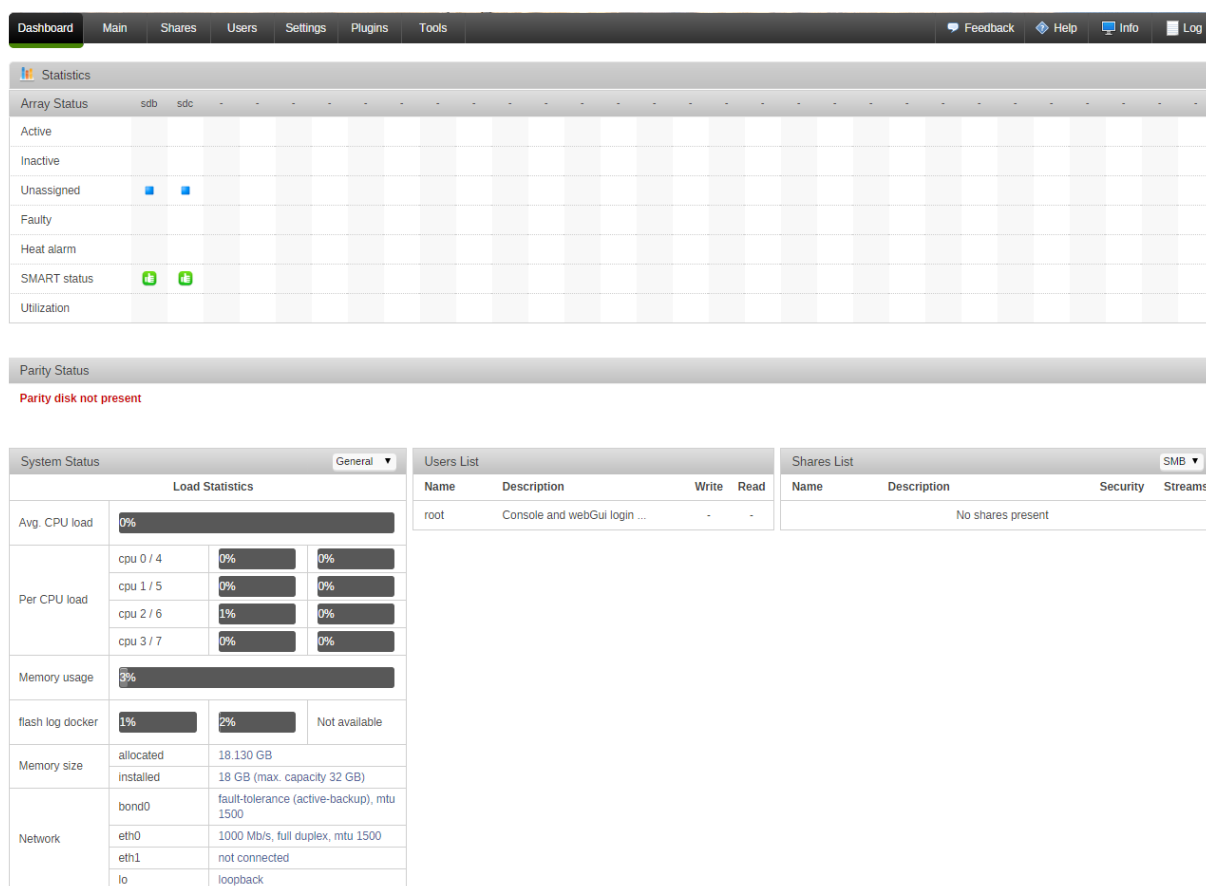 Dashboard Main Shares Users Settings Plugins Tools Feedback Help Info Log
Statistics
Array Status sdb sdc - - - - - - - - - - - - - - - - - - - - - - - - - - - -
Active
Inactive
Unassigned
Faulty
Heat alarm
SMART status
Utilization
Parity Status
Parity disk not present
System Status General ▼
Load Statistics
Avg. CPU load 0%
Per CPU load
cpu 0 / 4 0% 0%
cpu 1 / 5 0% 0%
cpu 2 / 6 1% 0%
cpu 3 / 7 0% 0%
Memory usage 3%
flash log docker 1% 2% Not available
Memory size
allocated 18.130 GB
installed 18 GB (max. capacity 32 GB)
Network
bond0 fault-tolerance (active-backup), mtu
1500
eth0 1000 Mb/s, full duplex, mtu 1500
eth1 not connected
lo loopback
Users List
Name Description Write Read
root Console and webGui login ... - -
Shares List SMB ▼
Name Description Security Streams
No shares present